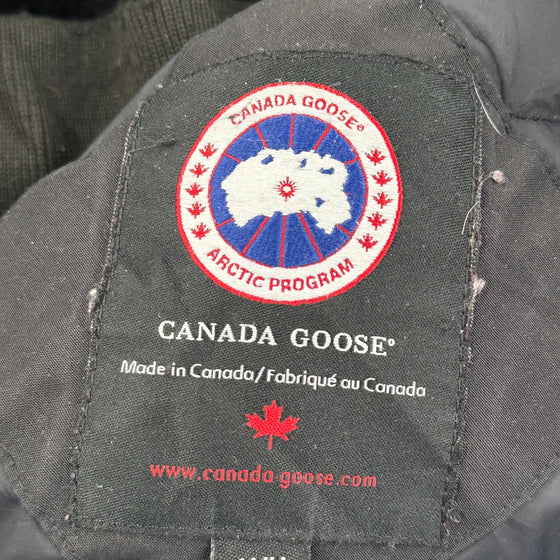 CANADA GOOSE®
ARCTIC PROGRAM
CANADA GOOSE®
Made in Canada/Fabriqué au Canada
www.canada-goose.com